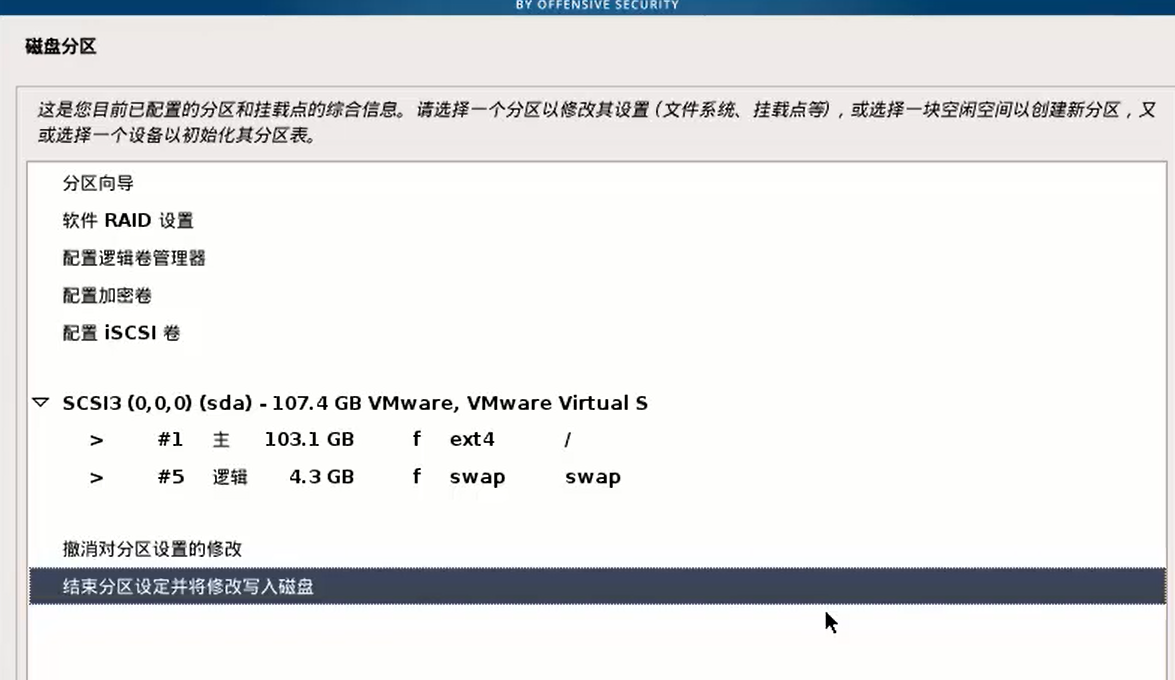 BY OFFENSIVE SECURITY
磁盘分区
这是您目前已配置的分区和挂载点的综合信息。请选择一个分区以修改其设置 (文件系统、挂载点等) ，或选择一块空闲空间以创建新分区，又
或选择一个设备以初始化其分区表。
分区向导
软件 RAID 设置
配置逻辑卷管理器
配置加密卷
配置 iSCSI 卷
SCSI3 (0,0,0) (sda) - 107.4 GB VMware, VMware Virtual S
> #1 主 103.1 GB f ext4 /
> #5 逻辑 4.3 GB f swap swap
撤消对分区设置的修改
结束分区设定并将修改写入磁盘